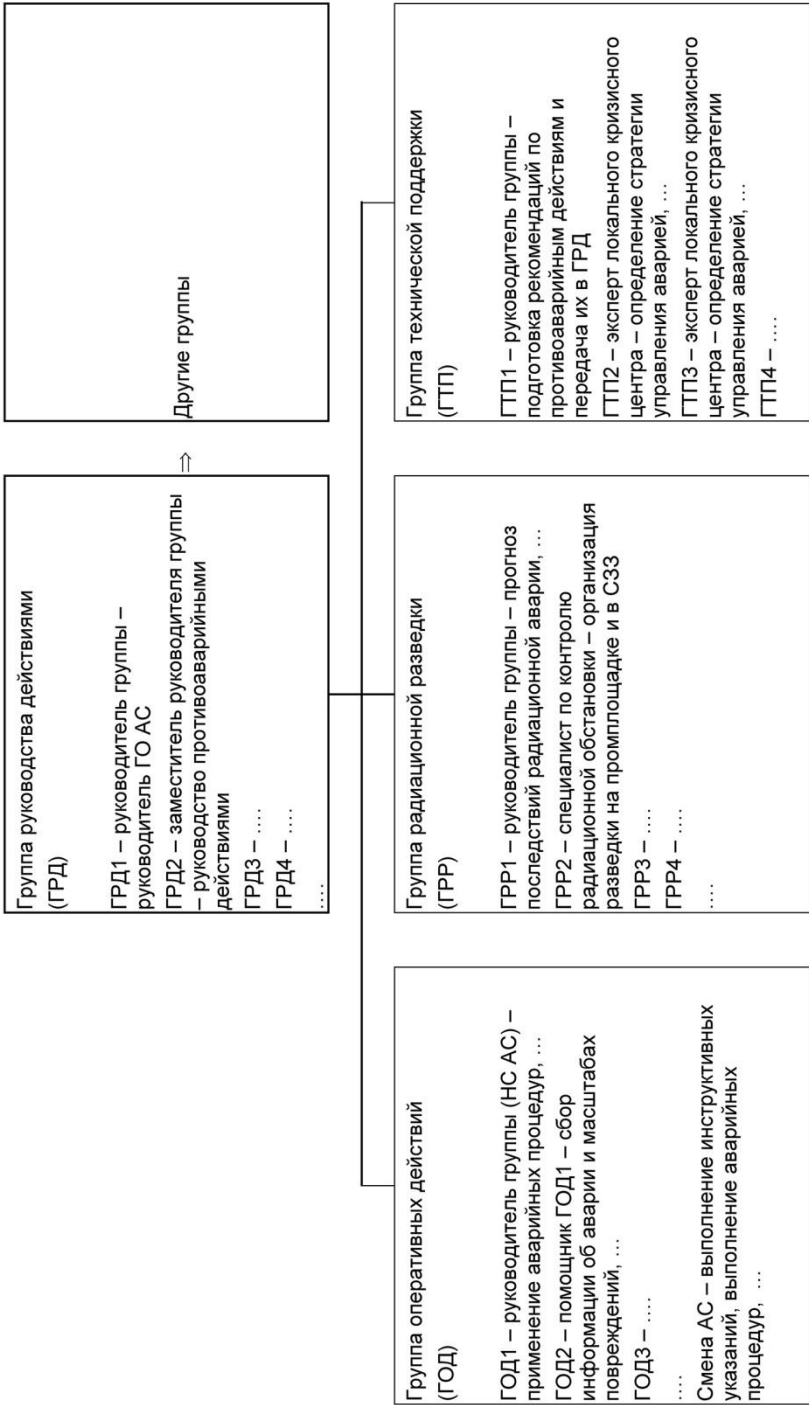 Группа руководства действиями
(ГРД)
ГРД1 – руководитель группы –
руководитель ГО АС
ГРД2 – заместитель руководителя группы
– руководство противоаварийными
действиями
ГРД3 – ….
ГРД4 – ….
….
⇒
Другие группы
Группа оперативных действий
(ГОД)
ГОД1 – руководитель группы (НС АС) –
применение аварийных процедур, …
ГОД2 – помощник ГОД1 – сбор
информации об аварии и масштабах
повреждений, …
ГОД3 – ….
….
Смена АС – выполнение инструктивных
указаний, выполнение аварийных
процедур, …
Группа радиационной разведки
(ГРР)
ГРР1 – руководитель группы – прогноз
последствий радиационной аварии, …
ГРР2 – специалист по контролю
радиационной обстановки – организация
разведки на промплощадке и в СЗЗ
ГРР3 – ….
ГРР4 – ….
….
Группа технической поддержки
(ГТП)
ГТП1 – руководитель группы –
подготовка рекомендаций по
противоаварийным действиям и
передача их в ГРД
ГТП2 – эксперт локального кризисного
центра – определение стратегии
управления аварией, …
ГТП3 – эксперт локального кризисного
центра – определение стратегии
управления аварией, …
ГТП4 – ….